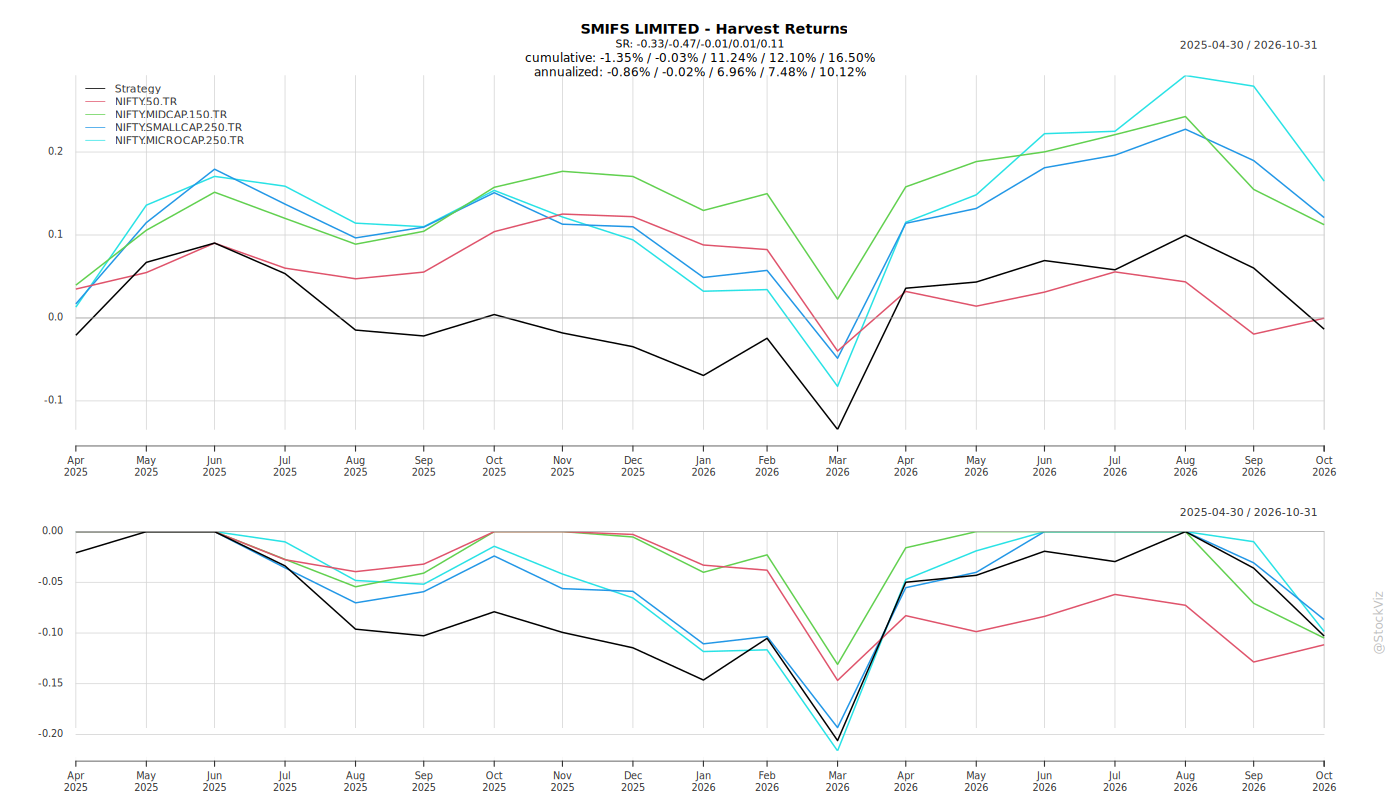 SMIFS LIMITED - Harvest Returns
SR: -0.33/-0.47/-0.01/0.01/0.11
cumulative: -1.35% / -0.03% / 11.24% / 12.10% / 16.50%
annualized: -0.86% / -0.02% / 6.96% / 7.48% / 10.12%
2025-04-30 / 2026-10-31
Strategy
NIFTY.50.TR
NIFTY.MIDCAP.150.TR
NIFTY.SMALLCAP.250.TR
NIFTY.MICROCAP.250.TR
0.2
0.1
0.0
-0.1
Apr May Jun Jul Aug Sep Oct Nov Dec Jan Feb Mar Apr May Jun Jul Aug Sep Oct
2025 2025 2025 2025 2025 2025 2025 2025 2025 2026 2026 2026 2026 2026 2026 2026 2026 2026 2026
2025-04-30 / 2026-10-31
0.00
-0.05
-0.10
-0.15
-0.20
Apr May Jun Jul Aug Sep Oct Nov Dec Jan Feb Mar Apr May Jun Jul Aug Sep Oct
2025 2025 2025 2025 2025 2025 2025 2025 2025 2026 2026 2026 2026 2026 2026 2026 2026 2026 2026
@StockViz